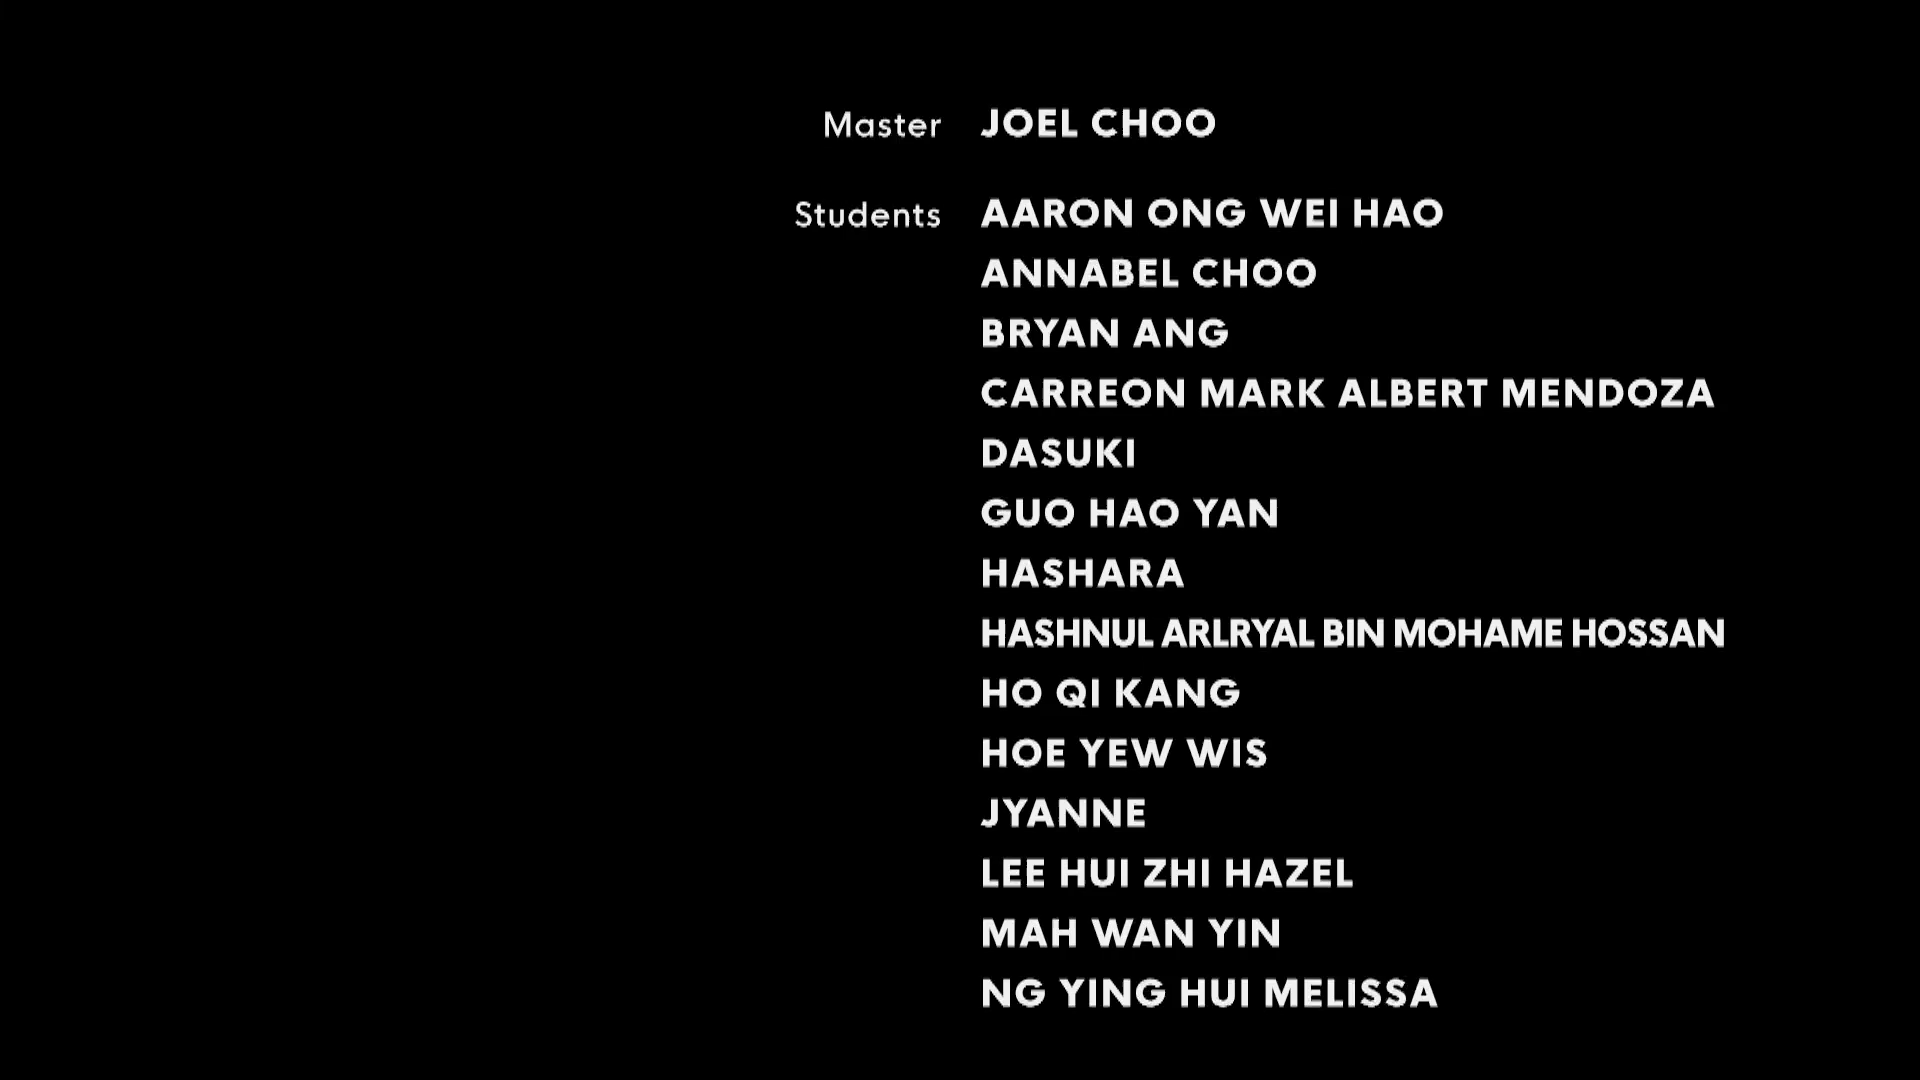 Master JOEL CHOO
Students AARON ONG WEI HAO
ANNABEL CHOO
BRYAN ANG
CARREON MARK ALBERT MENDOZA
DASUKI
GUO HAO YAN
HASHARA
HASHNUL ARLRYAL BIN MOHAME HOSSAN
HO QI KANG
HOE YEW WIS
JYANNE
LEE HUI ZHI HAZEL
MAH WAN YIN
NG YING HUI MELISSA